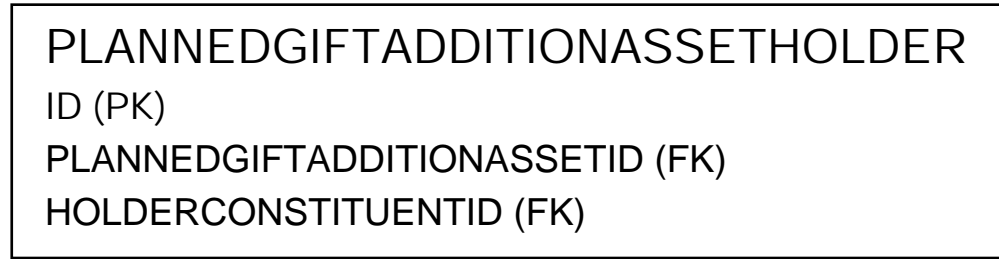 PLANNEDGIFTADDITIONASSETHOLDER
ID (PK)
PLANNEDGIFTADDITIONASSETID (FK)
HOLDERCONSTITUENTID (FK)